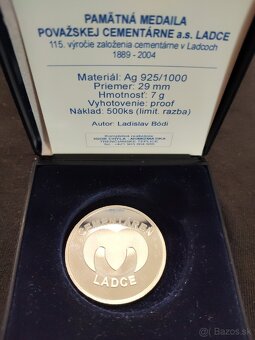 PAMÄTNÁ MEDAILA
POVAŽSKEJ CEMENTÁRNE a.s. LADCE
115. výročie založenia cementárne v Ladcoch
1889 - 2004
Materiál: Ag 925/1000
Priemer: 29 mm
Hmotnosť: 7 g
Vyhotovenie: proof
Náklad: 500ks (limit. razba)
Autor: Ladislav Bódi
CEMENTÁREŇ
LADCE
bazos.sk